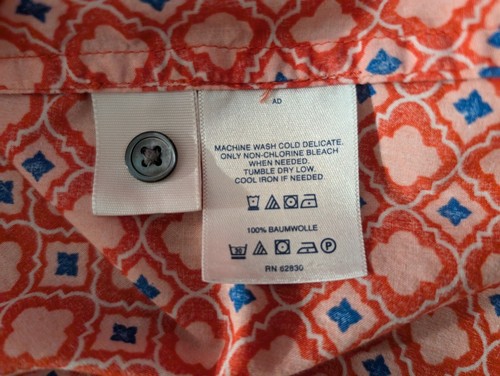 AD
MACHINE WASH COLD DELICATE.
ONLY NON-CHLORINE BLEACH
WHEN NEEDED.
TUMBLE DRY LOW.
COOL IRON IF NEEDED.
100% BAUMWOLLE
30
P
RN 62830